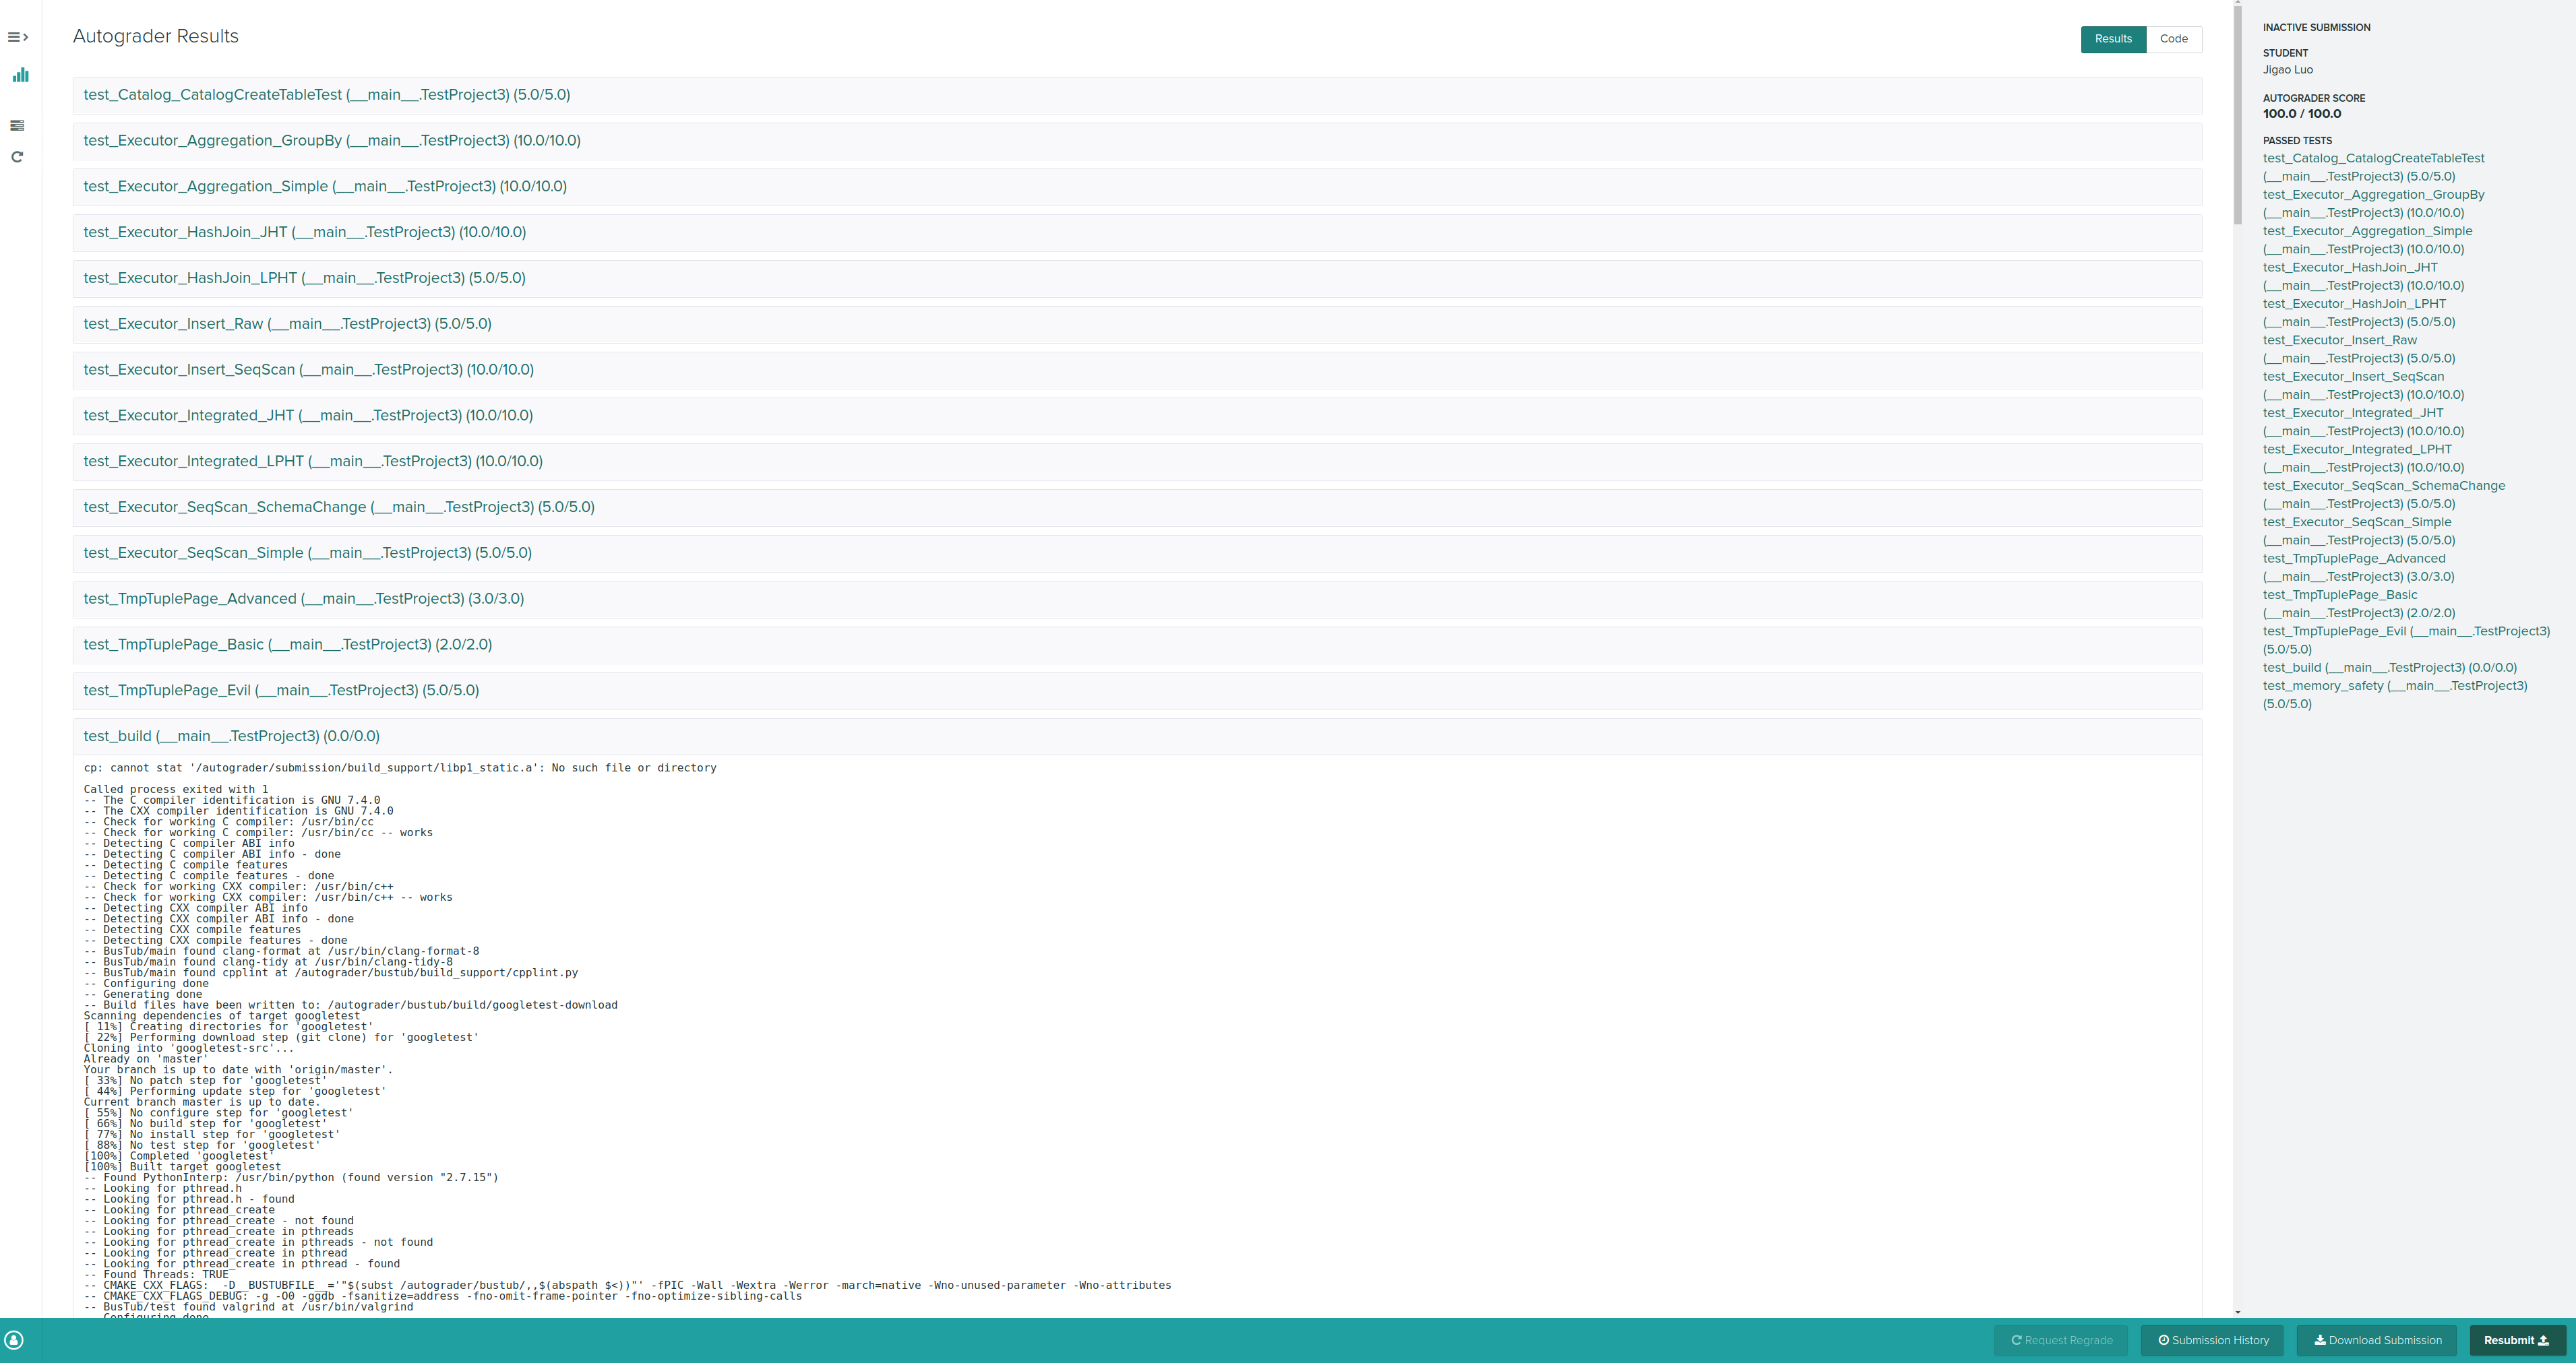 Autograder Results
Results
Code
test_Catalog_CatalogCreateTableTest (__main__.TestProject3) (5.0/5.0)
test_Executor_Aggregation_GroupBy (__main__.TestProject3) (10.0/10.0)
test_Executor_Aggregation_Simple (__main__.TestProject3) (10.0/10.0)
test_Executor_HashJoin_JHT (__main__.TestProject3) (10.0/10.0)
test_Executor_HashJoin_LPHT (__main__.TestProject3) (5.0/5.0)
test_Executor_Insert_Raw (__main__.TestProject3) (5.0/5.0)
test_Executor_Insert_SeqScan (__main__.TestProject3) (10.0/10.0)
test_Executor_Integrated_JHT (__main__.TestProject3) (10.0/10.0)
test_Executor_Integrated_LPHT (__main__.TestProject3) (10.0/10.0)
test_Executor_SeqScan_SchemaChange (__main__.TestProject3) (5.0/5.0)
test_Executor_SeqScan_Simple (__main__.TestProject3) (5.0/5.0)
test_TmpTuplePage_Advanced (__main__.TestProject3) (3.0/3.0)
test_TmpTuplePage_Basic (__main__.TestProject3) (2.0/2.0)
test_TmpTuplePage_Evil (__main__.TestProject3) (5.0/5.0)
test_build (__main__.TestProject3) (0.0/0.0)
cp: cannot stat '/autograder/submission/build_support/libp1_static.a': No such file or directory
Called process exited with 1
-- The C compiler identification is GNU 7.4.0
-- The CXX compiler identification is GNU 7.4.0
-- Check for working C compiler: /usr/bin/cc
-- Check for working C compiler: /usr/bin/cc -- works
-- Detecting C compiler ABI info
-- Detecting C compiler ABI info - done
-- Detecting C compile features
-- Detecting C compile features - done
-- Check for working CXX compiler: /usr/bin/c++
-- Check for working CXX compiler: /usr/bin/c++ -- works
-- Detecting CXX compiler ABI info
-- Detecting CXX compiler ABI info - done
-- Detecting CXX compile features
-- Detecting CXX compile features - done
-- BusTub/main found clang-format at /usr/bin/clang-format-8
-- BusTub/main found clang-tidy at /usr/bin/clang-tidy-8
-- BusTub/main found cpplint at /autograder/bustub/build_support/cpplint.py
-- Configuring done
-- Generating done
-- Build files have been written to: /autograder/bustub/build/googletest-download
Scanning dependencies of target googletest
[ 11%] Creating directories for 'googletest'
[ 22%] Performing download step (git clone) for 'googletest'
Cloning into 'googletest-src'...
Already on 'master'
Your branch is up to date with 'origin/master'.
[ 33%] No patch step for 'googletest'
[ 44%] Performing update step for 'googletest'
Current branch master is up to date.
[ 55%] No configure step for 'googletest'
[ 66%] No build step for 'googletest'
[ 77%] No install step for 'googletest'
[ 88%] No test step for 'googletest'
[100%] Completed 'googletest'
[100%] Built target googletest
-- Found PythonInterp: /usr/bin/python (found version "2.7.15")
-- Looking for pthread.h
-- Looking for pthread.h - found
-- Looking for pthread_create
-- Looking for pthread_create - not found
-- Looking for pthread_create in pthreads
-- Looking for pthread_create in pthreads - not found
-- Looking for pthread_create in pthread
-- Looking for pthread_create in pthread - found
-- Found Threads: TRUE
-- CMAKE_CXX_FLAGS:  -D__BUSTUBFILE__='"$(subst /autograder/bustub/,,$(abspath $<))"' -fPIC -Wall -Wextra -Werror -march=native -Wno-unused-parameter -Wno-attributes
-- CMAKE_CXX_FLAGS_DEBUG: -g -O0 -ggdb -fsanitize=address -fno-omit-frame-pointer -fno-optimize-sibling-calls
-- BusTub/test found valgrind at /usr/bin/valgrind
-- Configuring done
INACTIVE SUBMISSION
STUDENT
Jigao Luo
AUTOGRADER SCORE
100.0 / 100.0
PASSED TESTS
test_Catalog_CatalogCreateTableTest
(__main__.TestProject3) (5.0/5.0)
test_Executor_Aggregation_GroupBy
(__main__.TestProject3) (10.0/10.0)
test_Executor_Aggregation_Simple
(__main__.TestProject3) (10.0/10.0)
test_Executor_HashJoin_JHT
(__main__.TestProject3) (10.0/10.0)
test_Executor_HashJoin_LPHT
(__main__.TestProject3) (5.0/5.0)
test_Executor_Insert_Raw
(__main__.TestProject3) (5.0/5.0)
test_Executor_Insert_SeqScan
(__main__.TestProject3) (10.0/10.0)
test_Executor_Integrated_JHT
(__main__.TestProject3) (10.0/10.0)
test_Executor_Integrated_LPHT
(__main__.TestProject3) (10.0/10.0)
test_Executor_SeqScan_SchemaChange
(__main__.TestProject3) (5.0/5.0)
test_Executor_SeqScan_Simple
(__main__.TestProject3) (5.0/5.0)
test_TmpTuplePage_Advanced
(__main__.TestProject3) (3.0/3.0)
test_TmpTuplePage_Basic
(__main__.TestProject3) (2.0/2.0)
test_TmpTuplePage_Evil (__main__.TestProject3)
(5.0/5.0)
test_build (__main__.TestProject3) (0.0/0.0)
test_memory_safety (__main__.TestProject3)
(5.0/5.0)
Request Regrade
Submission History
Download Submission
Resubmit